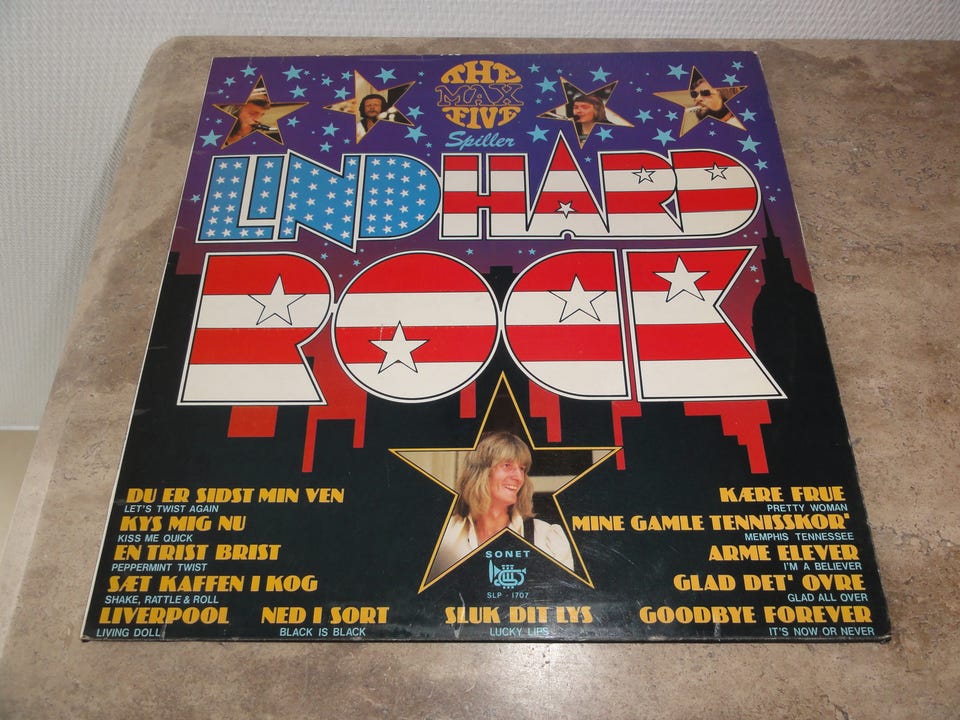 THE
MAX
FIVE
Spiller
LINDHARD
ROCK
DU ER SIDST MIN VEN
LET'S TWIST AGAIN
KYS MIG NU
KISS ME QUICK
EN TRIST BRIST
PEPPERMINT TWIST
SÆT KAFFEN I KOG
SHAKE, RATTLE & ROLL
LIVERPOOL
LIVING DOLL
NED I SORT
BLACK IS BLACK
SONET
SLP - 1707
SLUK DIT LYS
LUCKY LIPS
KÆRE FRUE
PRETTY WOMAN
MINE GAMLE TENNISSKOR'
MEMPHIS TENNESSEE
ARME ELEVER
I'M A BELIEVER
GLAD DET' OVRE
GLAD ALL OVER
GOODBYE FOREVER
IT'S NOW OR NEVER